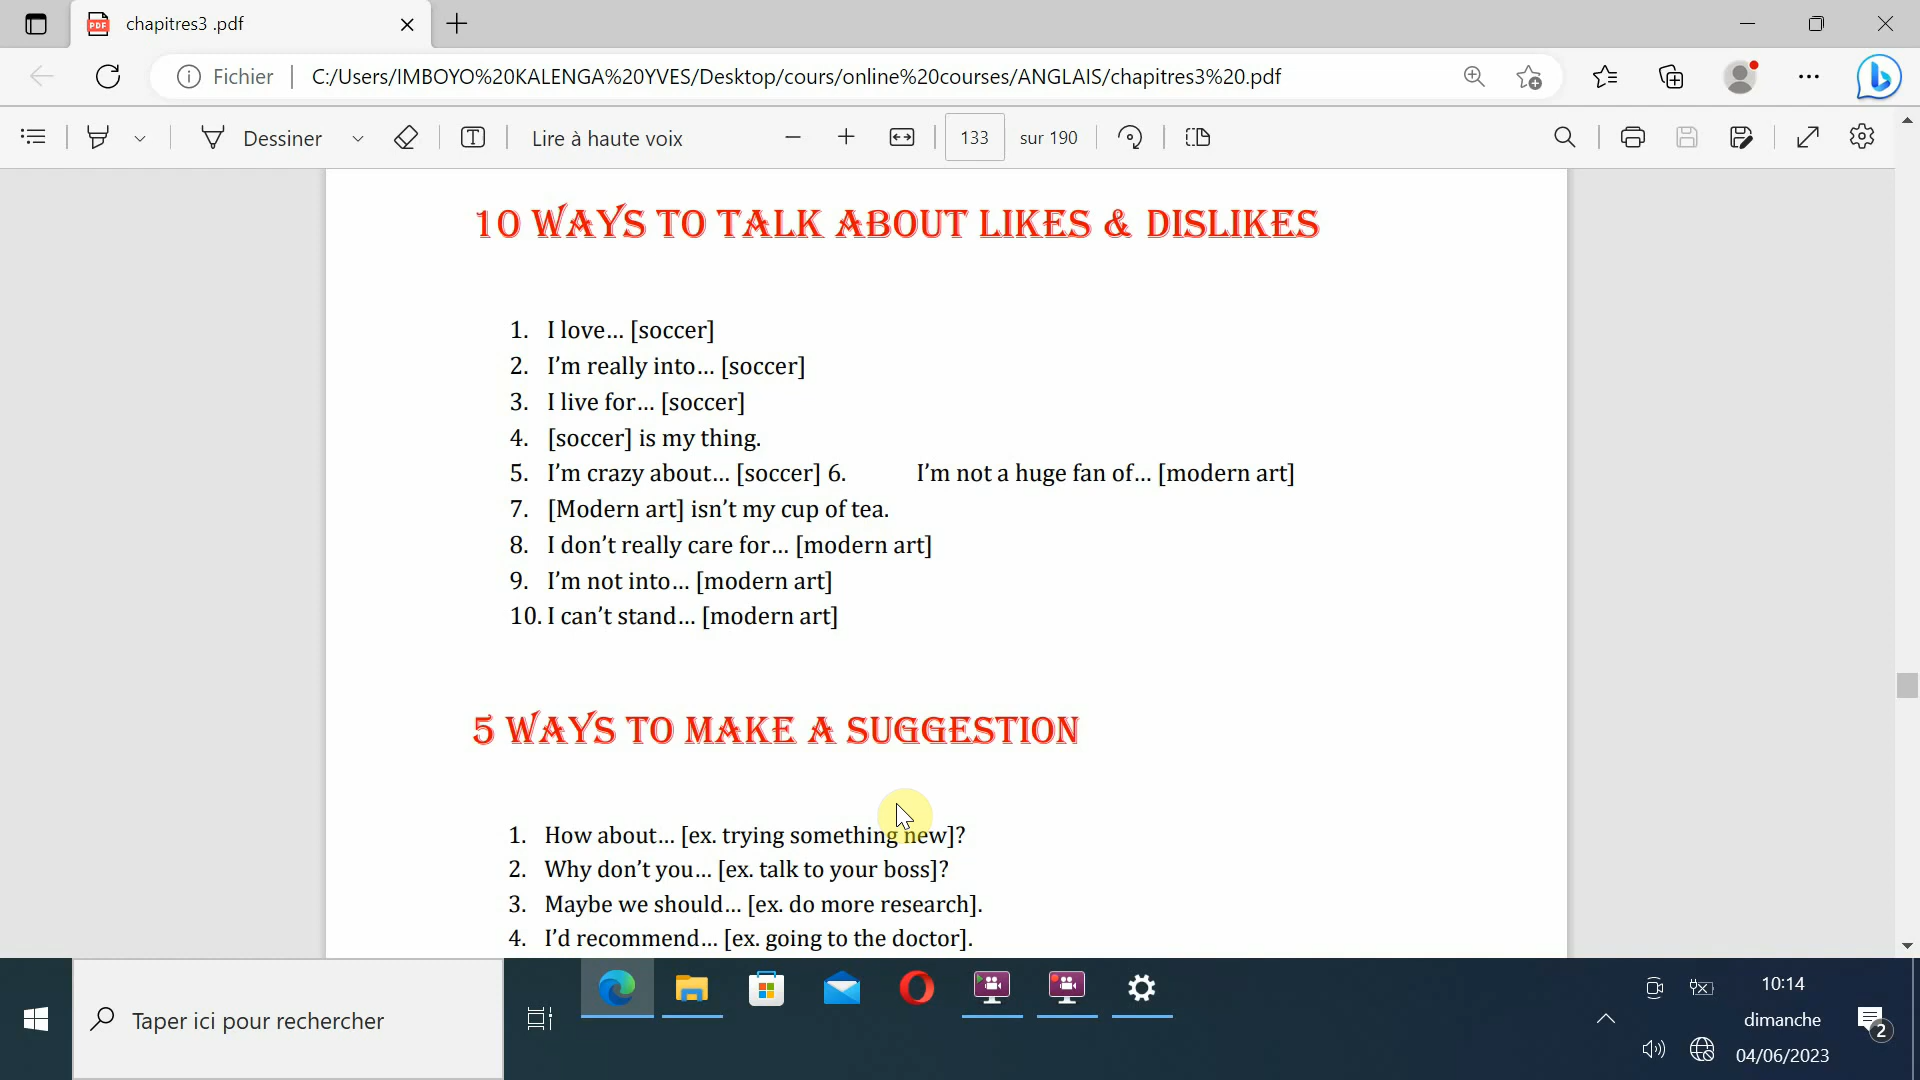 chapitres3 .pdf
Fichier
C:/Users/IMBOYO%20KALENGA%20YVES/Desktop/cours/online%20courses/ANGLAIS/chapitres3%20.pdf
Dessiner
Lire à haute voix
133 sur 190
10 WAYS TO TALK ABOUT LIKES & DISLIKES
1. I love... [soccer]
2. I'm really into... [soccer]
3. I live for... [soccer]
4. [soccer] is my thing.
5. I'm crazy about... [soccer] 6. I'm not a huge fan of... [modern art]
7. [Modern art] isn't my cup of tea.
8. I don't really care for... [modern art]
9. I'm not into... [modern art]
10. I can't stand... [modern art]
5 WAYS TO MAKE A SUGGESTION
1. How about... [ex. trying something new]?
2. Why don't you... [ex. talk to your boss]?
3. Maybe we should... [ex. do more research].
4. I'd recommend... [ex. going to the doctor].
Taper ici pour rechercher
10:14
dimanche
04/06/2023
2